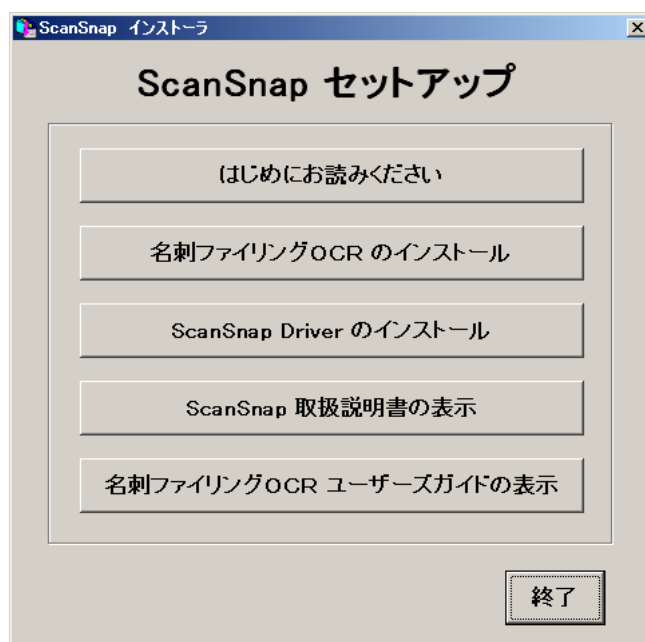 ScanSnap インストーラ
ScanSnap セットアップ
はじめにお読みください
名刺ファイリングOCR のインストール
ScanSnap Driver のインストール
ScanSnap 取扱説明書の表示
名刺ファイリングOCR ユーザーズガイドの表示
終了